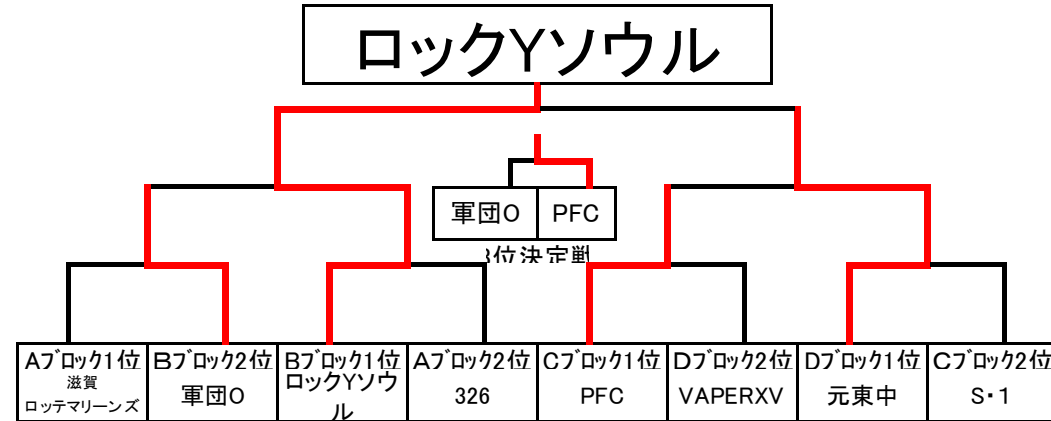 ロックYソウル
軍団O PFC
3位決定戦
Aブロック1位 Bブロック2位 Bブロック1位 Aブロック2位 Cブロック1位 Dブロック2位 Dブロック1位 Cブロック2位
滋賀
ロッテマリーンズ
軍団O
ロックYソウ
ル
326
PFC
VAPERXV
元東中
S・1